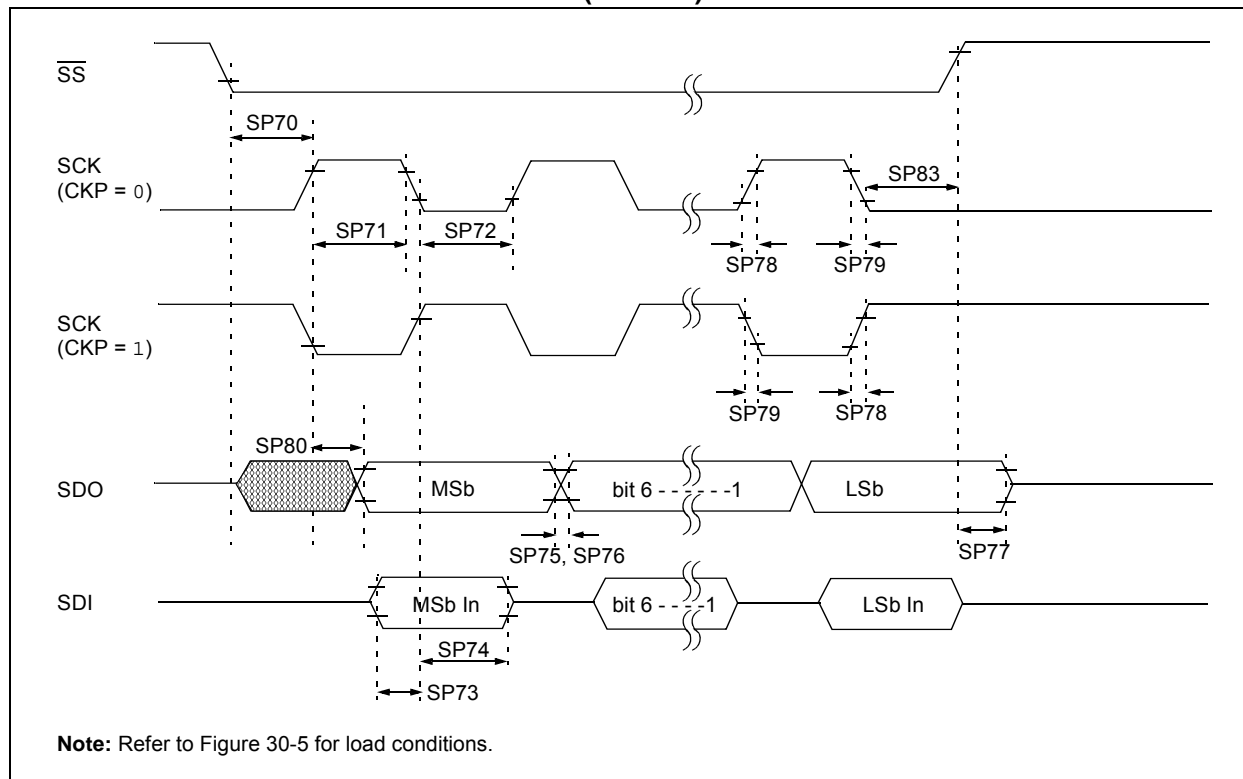 SS
SP70
SCK
(CKP = 0)
SP71
SP72
SP78
SP79
SP83
SCK
(CKP = 1)
SP79
SP78
SP80
SDO
MSb
bit 6 - - - - - -1
LSb
SP75, SP76
SP77
SDI
MSb In
bit 6 - - - -1
LSb In
SP74
SP73
Note: Refer to Figure 30-5 for load conditions.